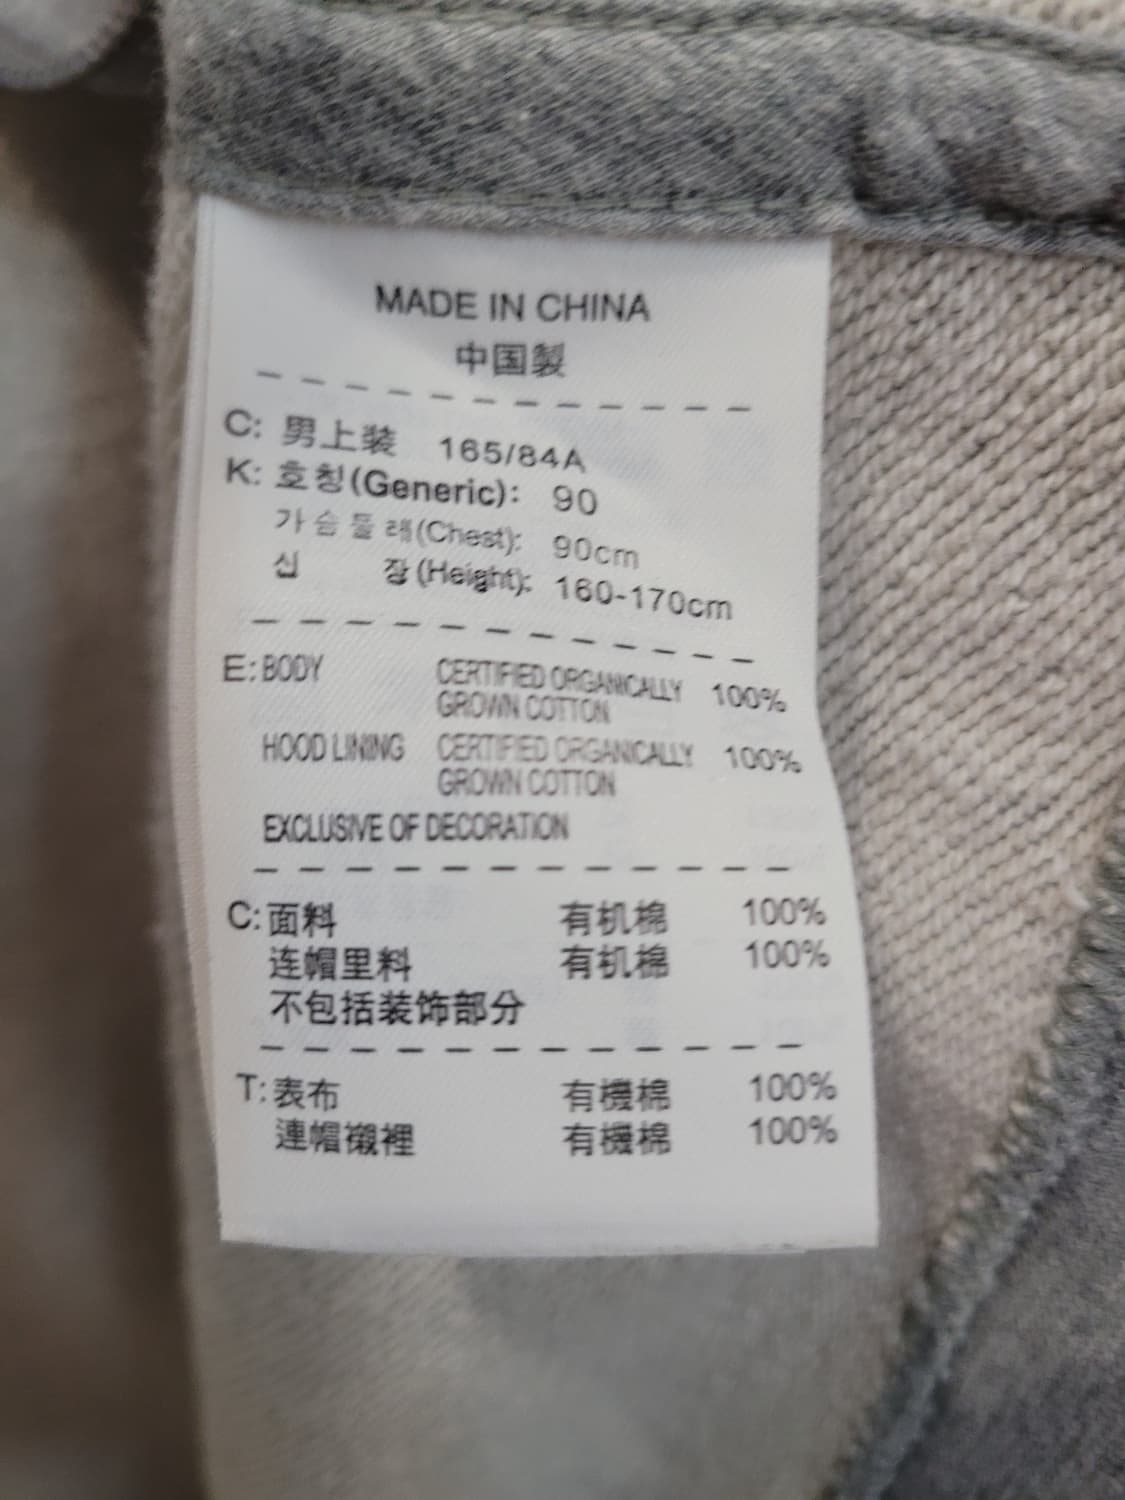 MADE IN CHINA
中国製
C: 男上装 165/84A
K: 호칭(Generic): 90
가슴둘레(Chest): 90cm
신 장(Height): 160-170cm
E: BODY CERTIFIED ORGANICALLY 100%
GROWN COTTON
HOOD LINING CERTIFIED ORGANICALLY 100%
GROWN COTTON
EXCLUSIVE OF DECORATION
C: 面料 有机棉 100%
连帽里料 有机棉 100%
不包括装饰部分
T: 表布 有機棉 100%
連帽襯裡 有機棉 100%